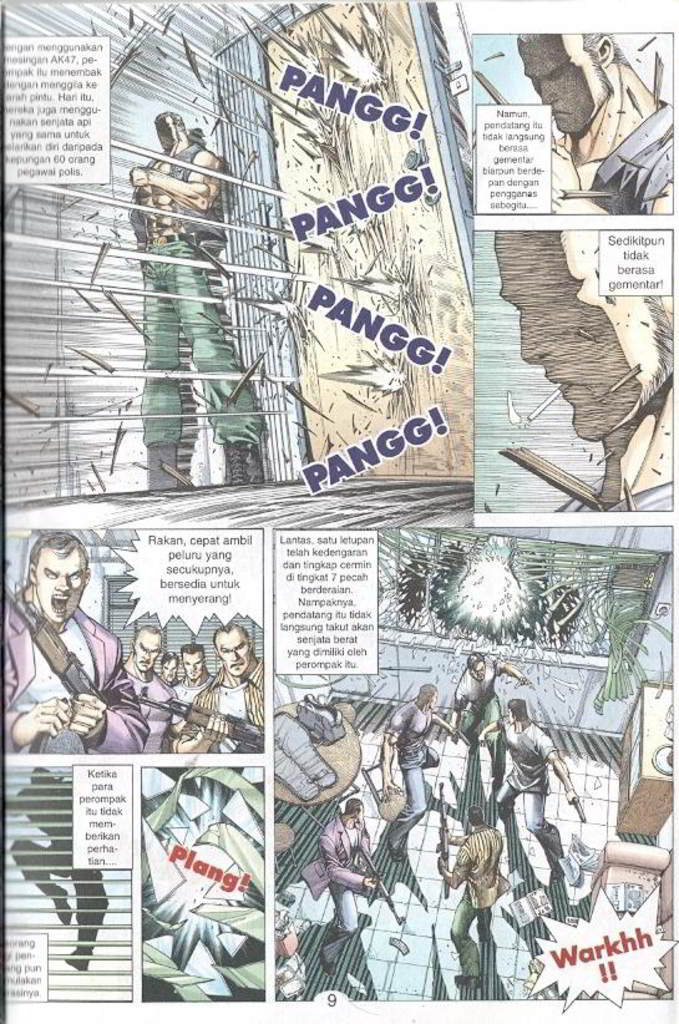 menggunakan
AK47, pe-
itu menembak
dengan menggila ke
arah pintu. Hari itu,
mereka juga menggu-
nakan senjata api
yang sama untuk
melarikan diri daripada
kepungan 60 orang
pegawai polis.
PANGG!
PANGG!
PANGG!
PANGG!
Namun,
pendatang itu
tidak langsung
berasa
gementar
biarpun berde-
pan dengan
pengganas
sebegitu....
Sedikitpun
tidak
berasa
gementar!
Rakan, cepat ambil
peluru yang
secukupnya,
bersedia untuk
menyerang!
Ketika
para
perompak
itu tidak
mem-
berikan
perha-
tian....
pun
Plang!
Lantas, satu letupan
telah kedengaran
dan tingkap cermin
di tingkat 7 pecah
berderaian.
Nampaknya,
pendatang itu tidak
langsung takut akan
senjata berat
yang dimiliki oleh
perompak itu.
Warkhh
!!
9